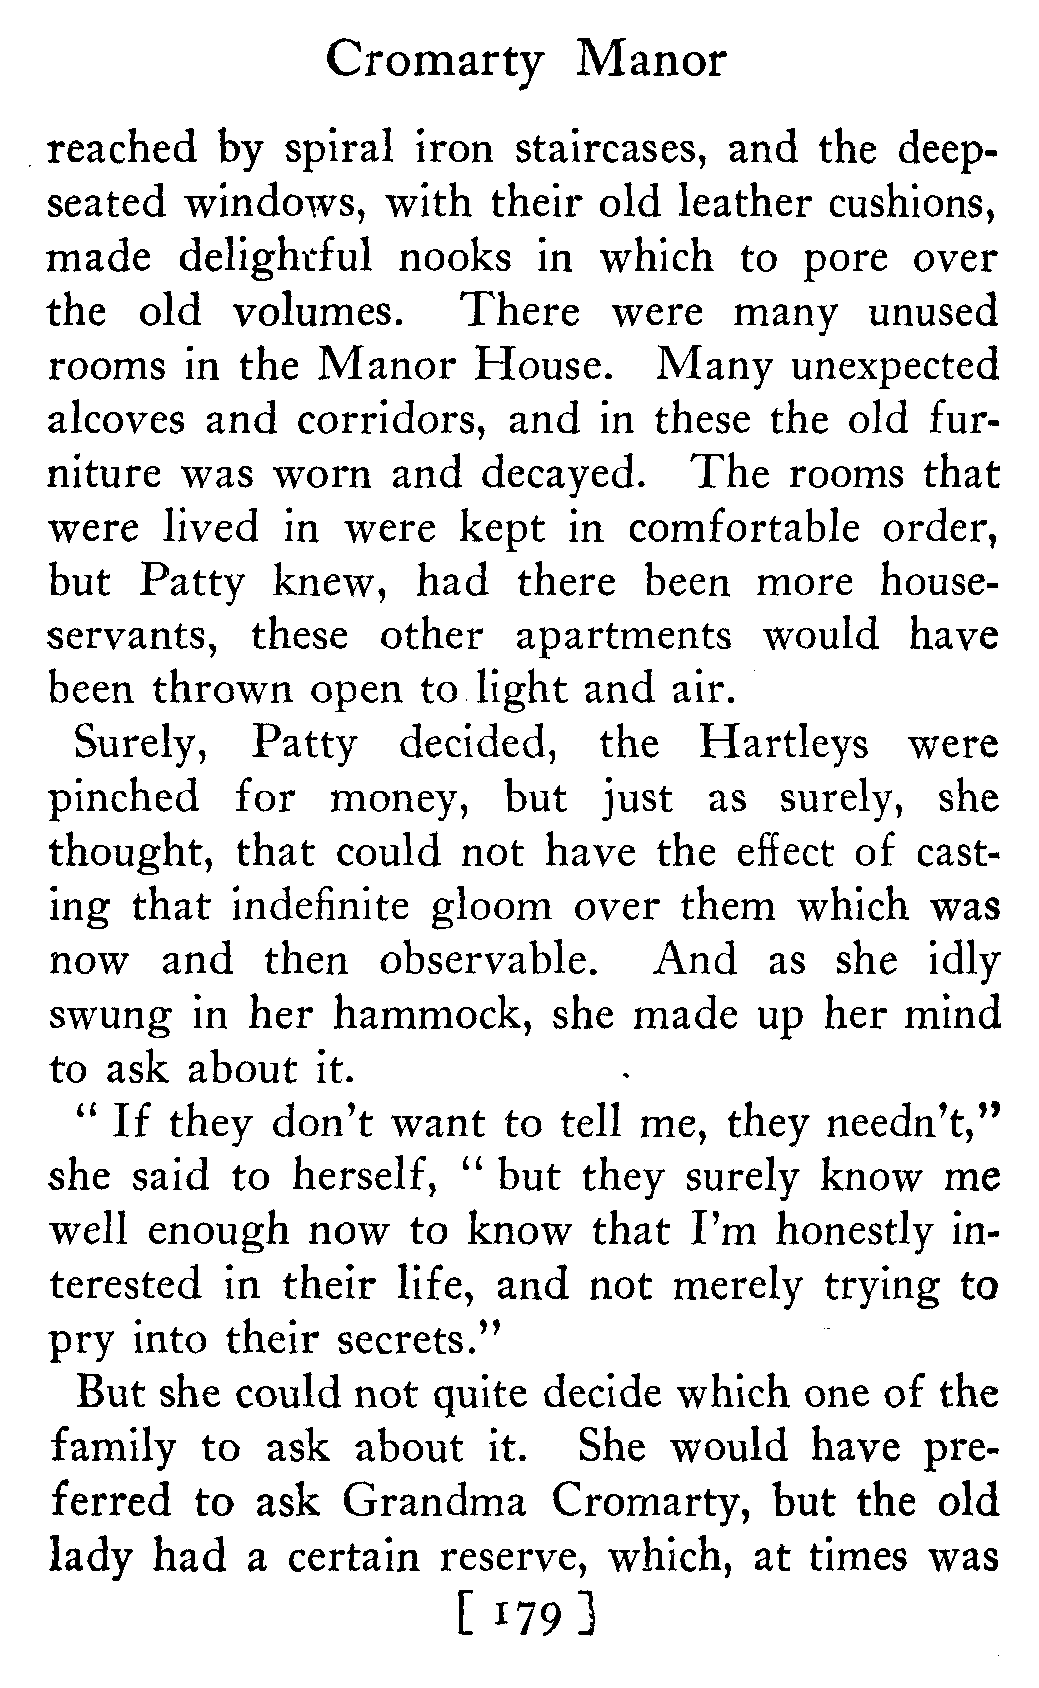 Cromarty Manor
reached by spiral iron staircases, and the deep-
seated windows, with their old leather cushions,
made delightful nooks in which to pore over
the old volumes. There were many unused
rooms in the Manor House. Many unexpected
alcoves and corridors, and in these the old fur-
niture was worn and decayed. The rooms that
were lived in were kept in comfortable order,
but Patty knew, had there been more house-
servants, these other apartments would have
been thrown open to light and air.
Surely, Patty decided, the Hartleys were
pinched for money, but just as surely, she
thought, that could not have the effect of cast-
ing that indefinite gloom over them which was
now and then observable. And as she idly
swung in her hammock, she made up her mind
to ask about it.
" If they don't want to tell me, they needn't,"
she said to herself, " but they surely know me
well enough now to know that I'm honestly in-
terested in their life, and not merely trying to
pry into their secrets."
But she could not quite decide which one of the
family to ask about it. She would have pre-
ferred to ask Grandma Cromarty, but the old
lady had a certain reserve, which, at times was
[ 179 ]